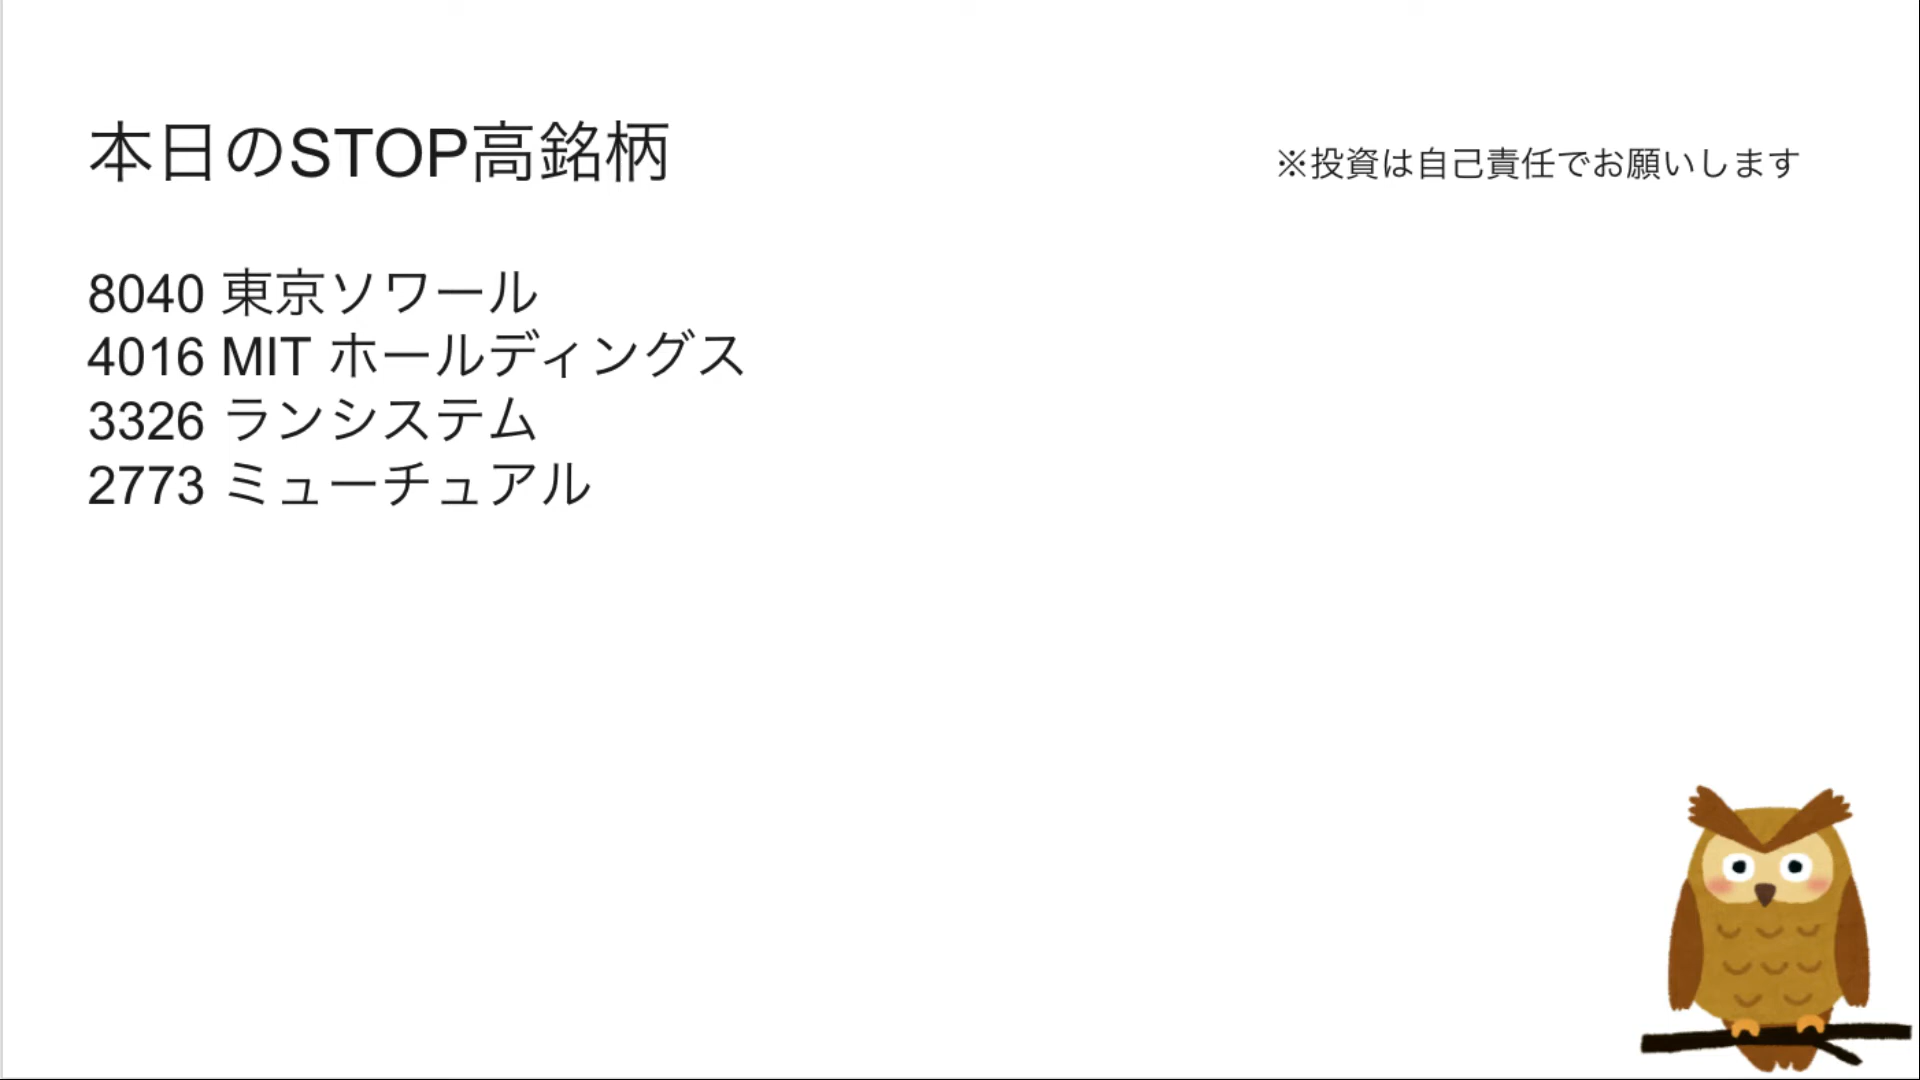 本日のSTOP高銘柄
※投資は自己責任でお願いします
8040 東京ソワール
4016 MIT ホールディングス
3326 ランシステム
2773 ミューチュアル